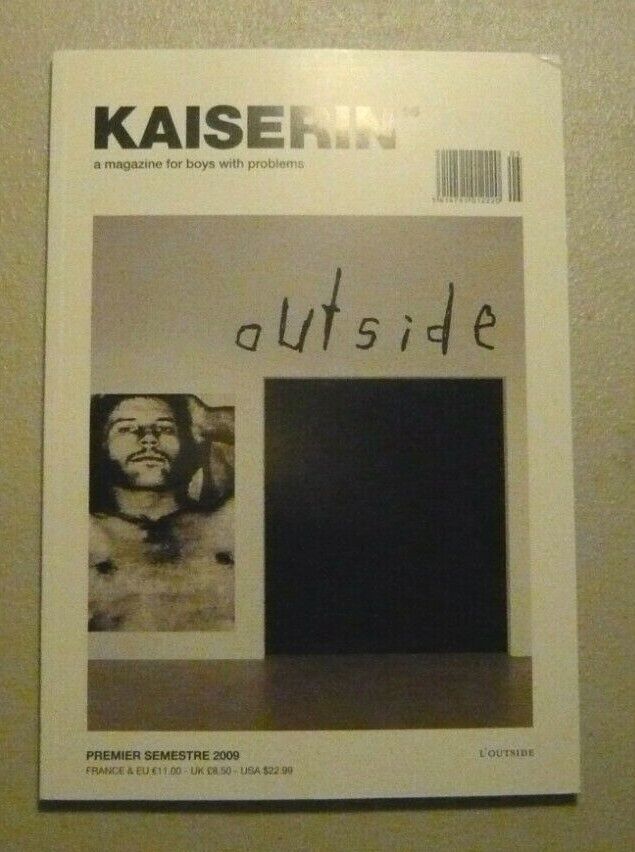 KAISERIN
a magazine for boys with problems
outside
PREMIER SEMESTRE 2009
L'OUTSIDE
FRANCE & EU €11.00 - UK £8.50 - USA $22.99